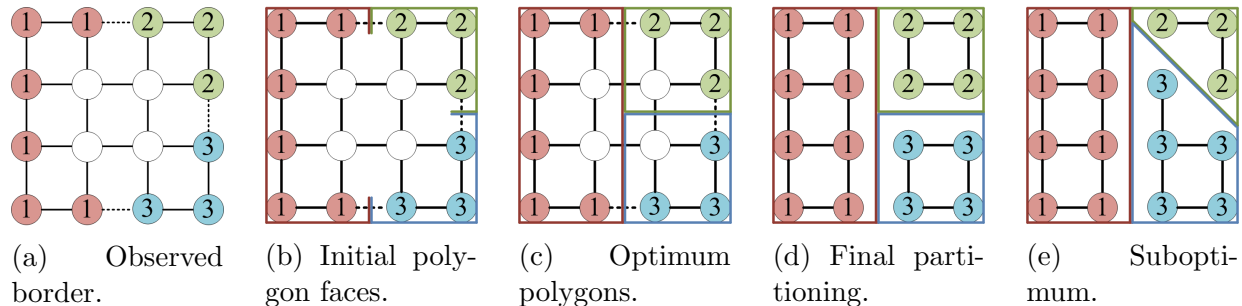 1 1 2 2 1 1 2 2 1 1 2 2 1 1 2 2 1 1 2 2
1 2 1 2 1 2 1 1 2 2 1 1 3 2
1 3 1 3 1 3 1 1 3 3 1 1 3 3
1 1 3 3 1 1 3 3 1 1 3 3 1 1 3 3 1 1 3 3
(a) Observed
border.
(b) Initial poly-
gon faces.
(c) Optimum
polygons.
(d) Final parti-
tioning.
(e) Subopti-
mum.